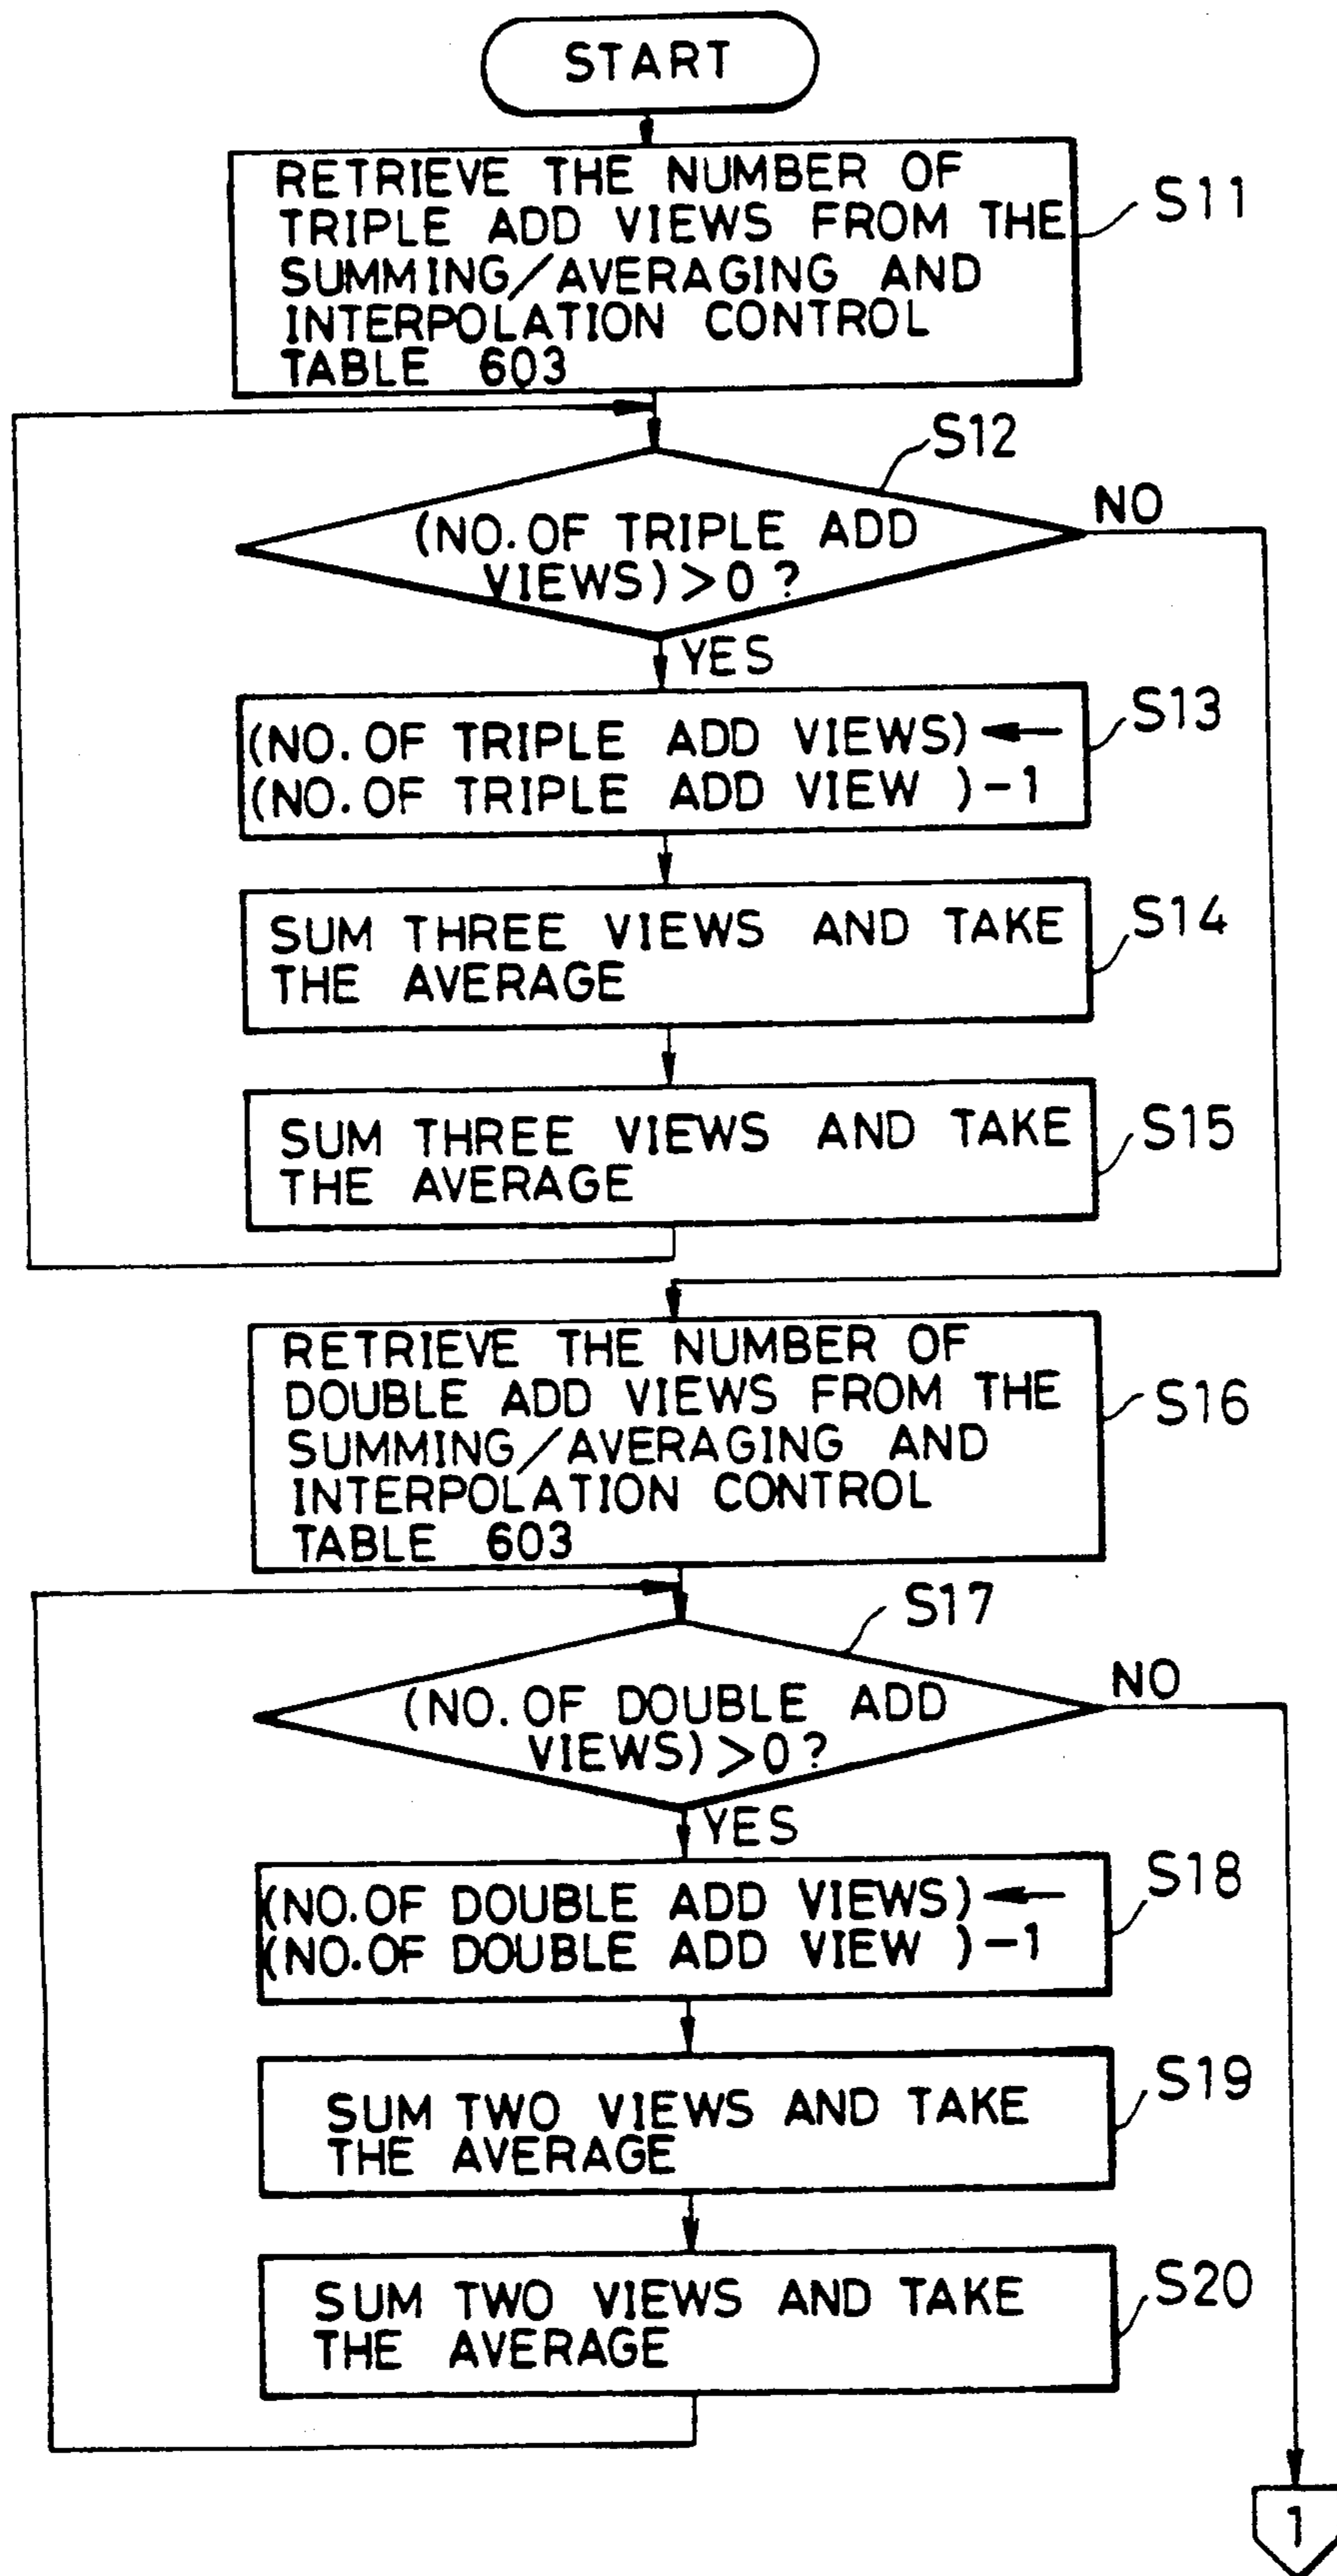 START
RETRIEVE THE NUMBER OF
TRIPLE ADD VIEWS FROM THE
SUMMING/AVERAGING AND
INTERPOLATION CONTROL
TABLE 603
S11
S12
(NO. OF TRIPLE ADD
VIEWS) > 0 ?
NO
YES
(NO. OF TRIPLE ADD VIEWS) ←
(NO. OF TRIPLE ADD VIEW ) - 1
S13
SUM THREE VIEWS AND TAKE
THE AVERAGE
S14
SUM THREE VIEWS AND TAKE
THE AVERAGE
S15
RETRIEVE THE NUMBER OF
DOUBLE ADD VIEWS FROM THE
SUMMING/AVERAGING AND
INTERPOLATION CONTROL
TABLE 603
S16
S17
(NO. OF DOUBLE ADD
VIEWS) > 0 ?
NO
YES
(NO. OF DOUBLE ADD VIEWS) ←
(NO. OF DOUBLE ADD VIEW ) - 1
S18
SUM TWO VIEWS AND TAKE
THE AVERAGE
S19
SUM TWO VIEWS AND TAKE
THE AVERAGE
S20
1